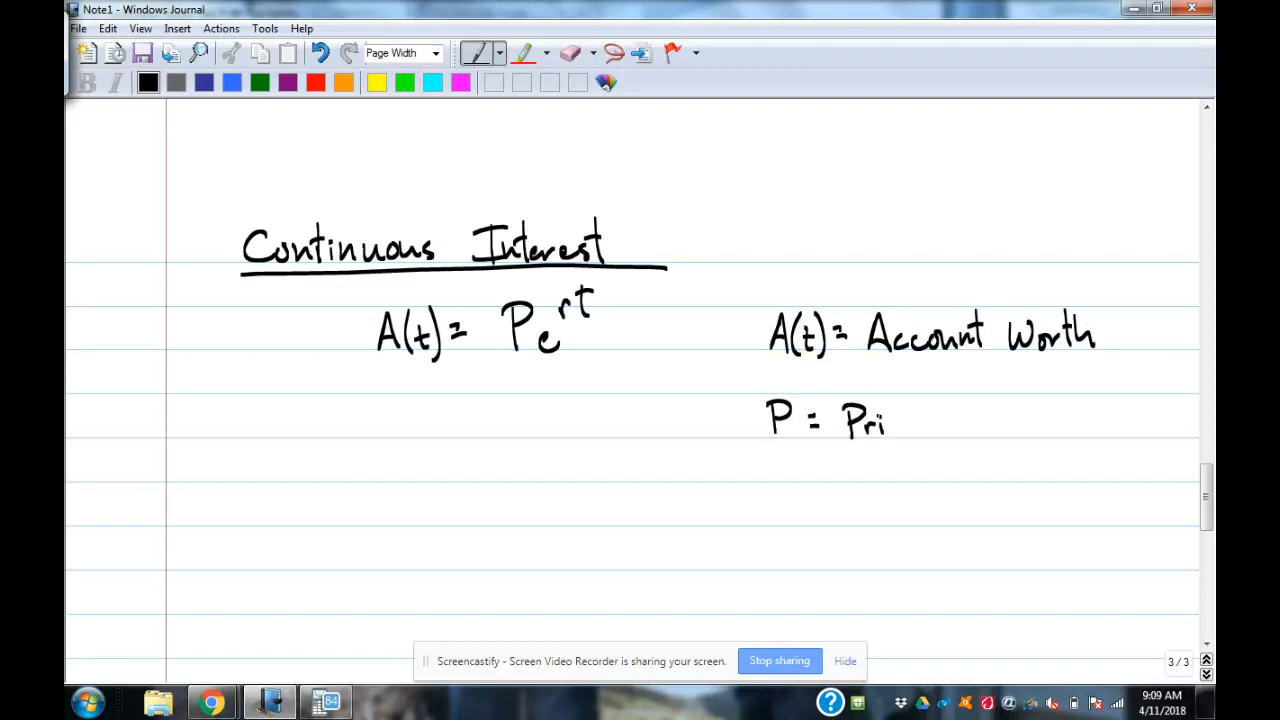 Note1 - Windows Journal
File Edit View Insert Actions Tools Help
Page Width
B I
Continuous Interest
A(t) = Pe^rt
A(t) = Account Worth
P = Pri
Screencastify - Screen Video Recorder is sharing your screen. Stop sharing Hide
3 / 3
84
9:09 AM
4/11/2018